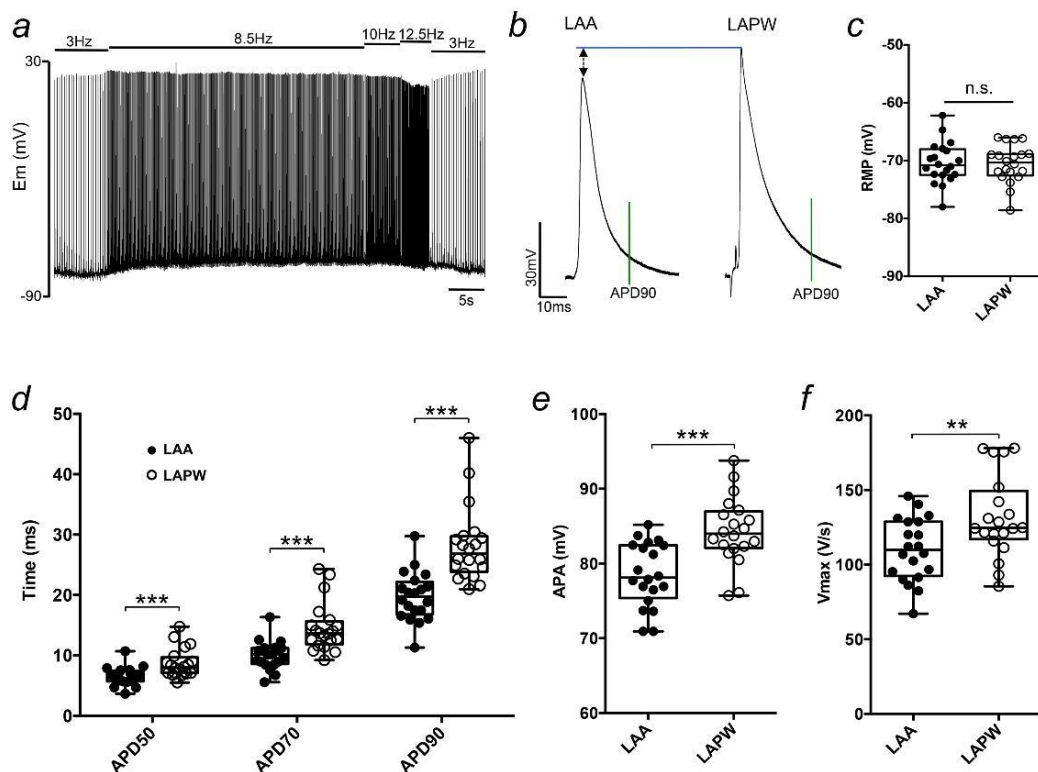 a
3Hz 8.5Hz 10Hz 12.5Hz 3Hz
30
Em (mV)
-90
5s
b
LAA LAPW
30mV
10ms
APD90
APD90
c
n.s.
RMP (mV)
-50
-60
-70
-80
-90
LAA
LAPW
d
Time (ms)
50
40
30
20
10
0
LAA
LAPW
***
***
***
APD50
APD70
APD90
e
APA (mV)
100
90
80
70
60
***
LAA
LAPW
f
Vmax (V/s)
200
150
100
50
0
**
LAA
LAPW